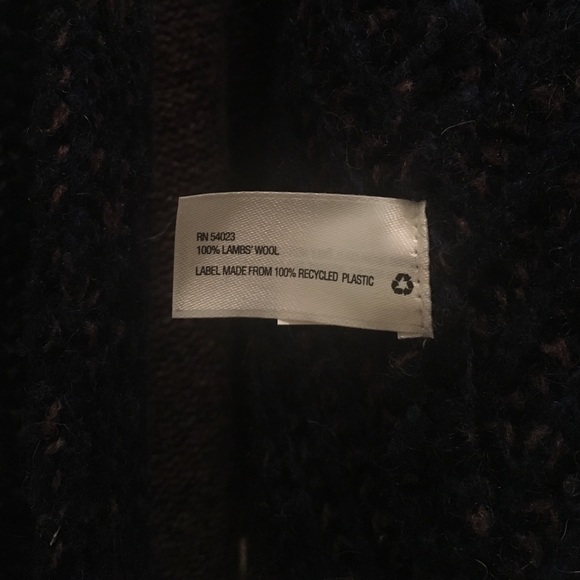 RN 54023
100% LAMBS' WOOL
LABEL MADE FROM 100% RECYCLED PLASTIC